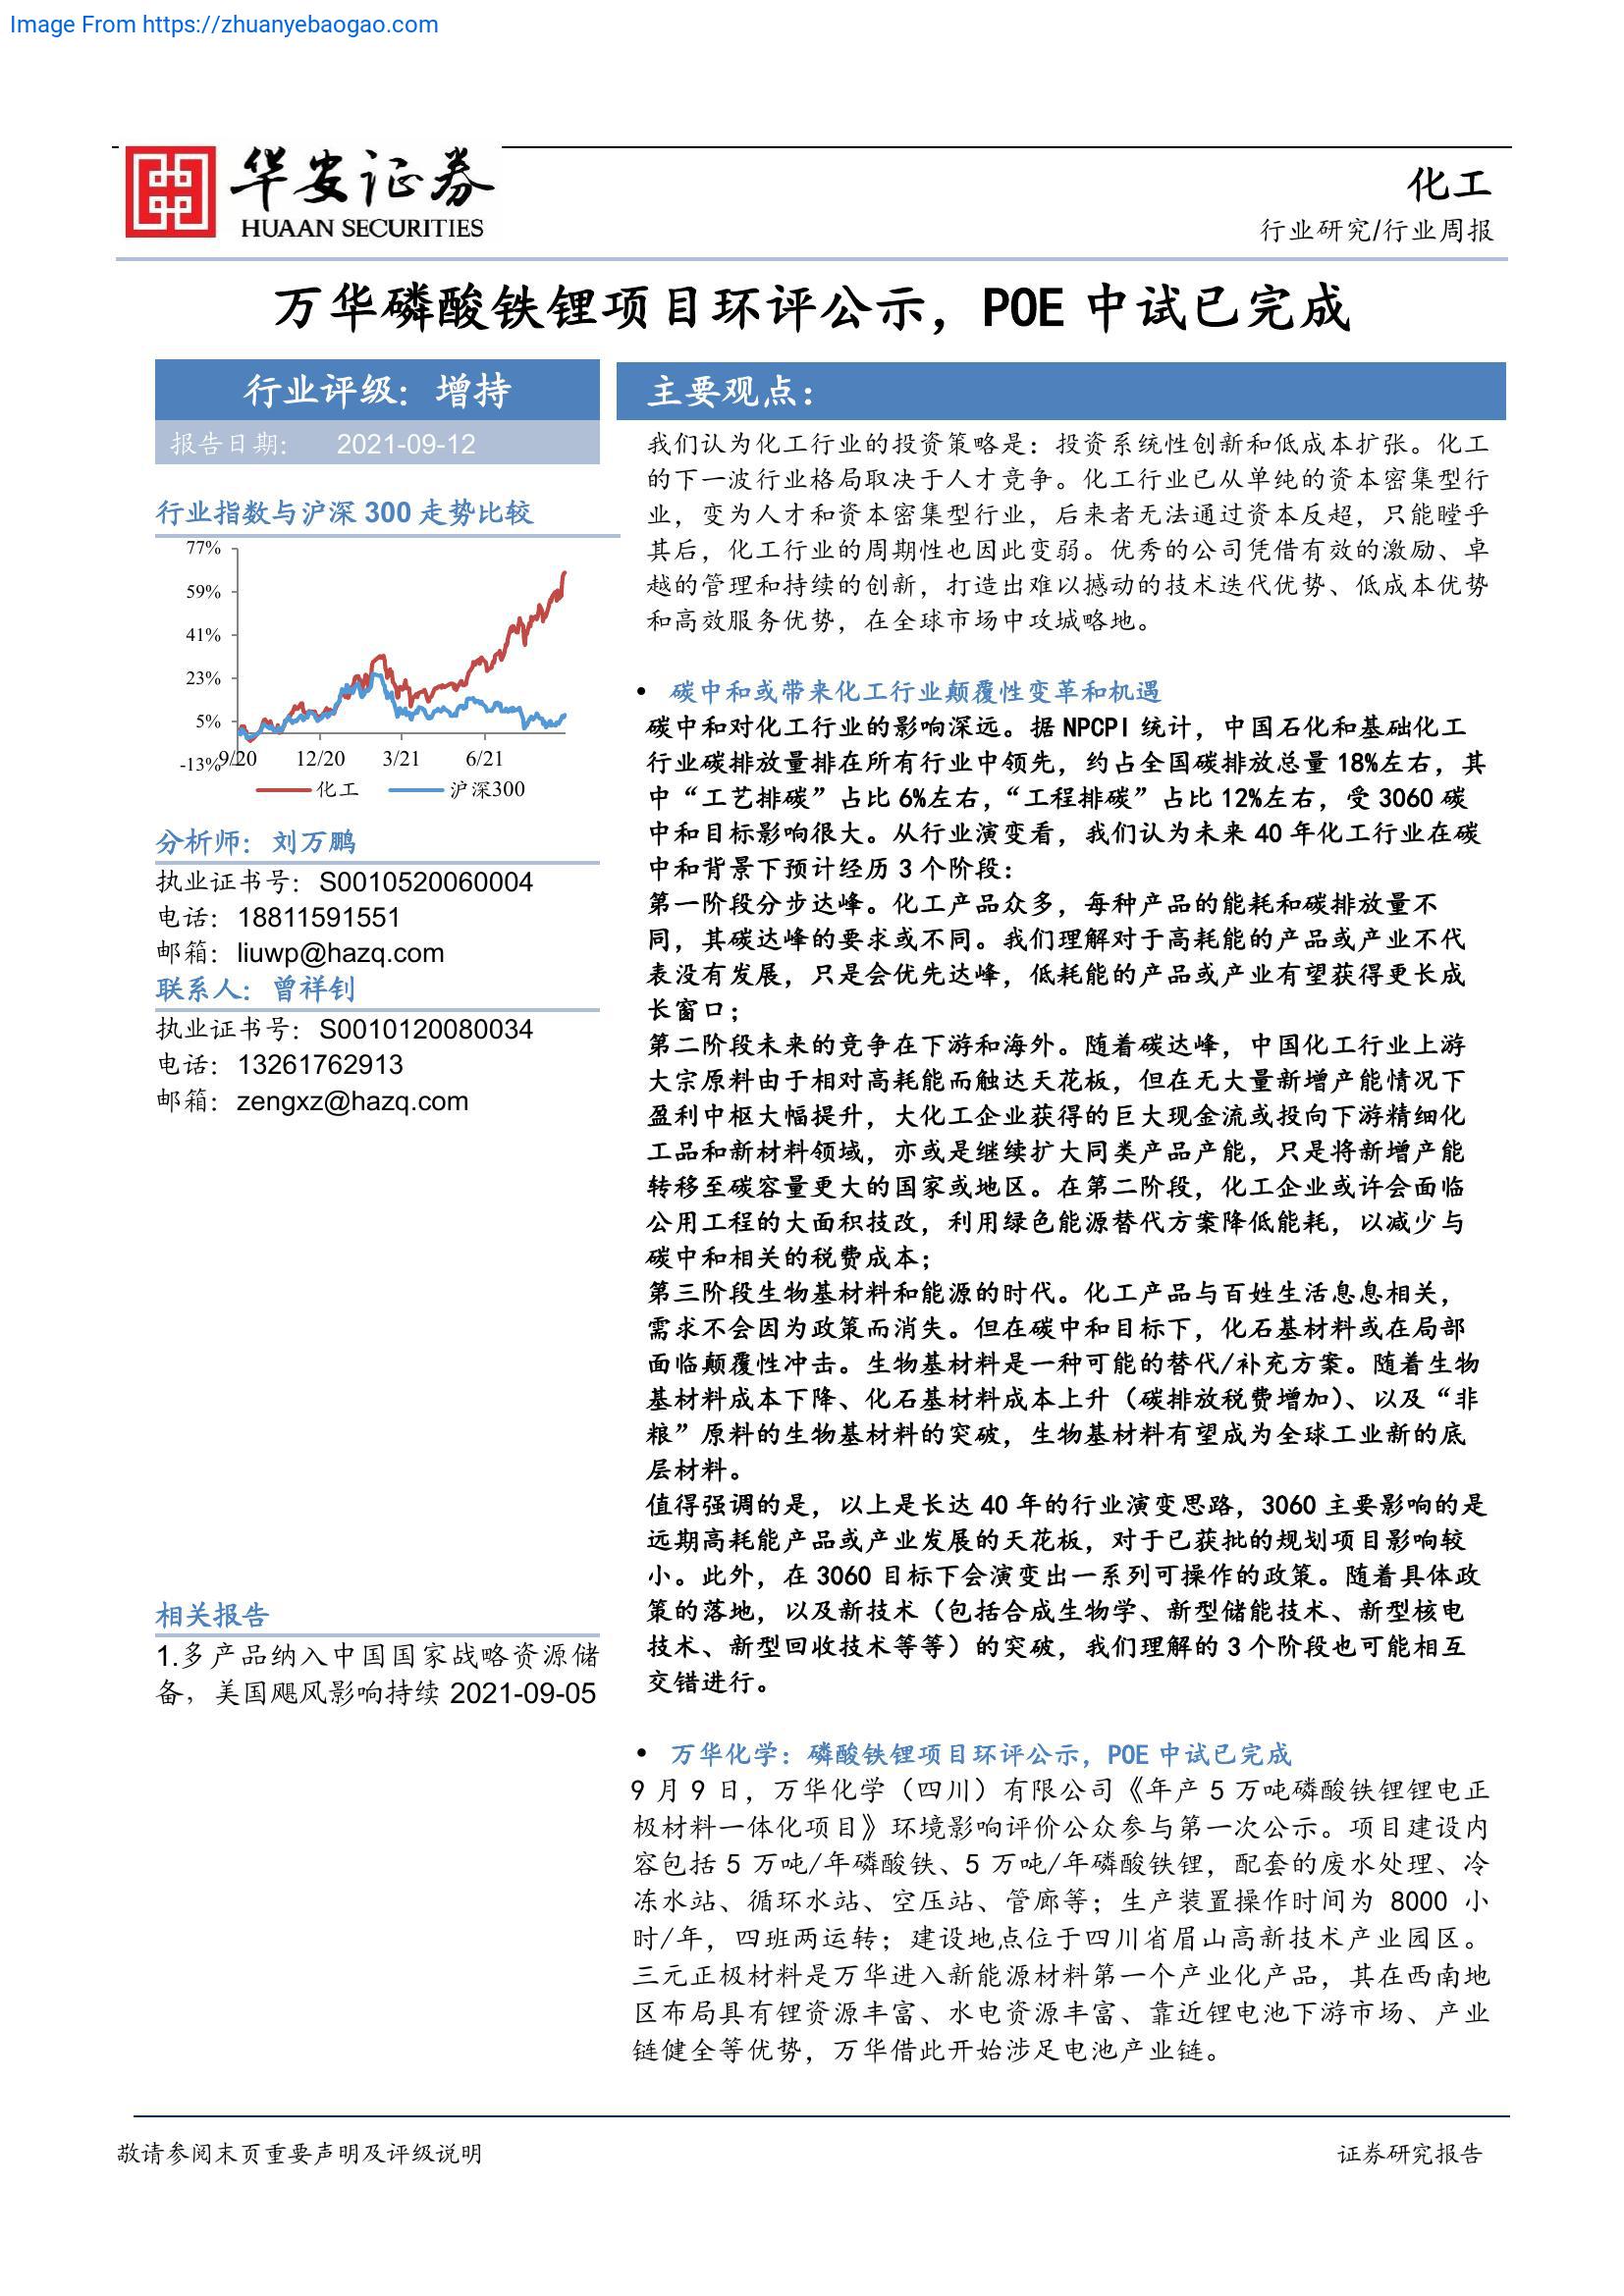 Image From https://zhuanyebaogao.com
华安证券
HUAAN SECURITIES
化工
行业研究/行业周报
万华磷酸铁锂项目环评公示，POE 中试已完成
行业评级：增持
报告日期： 2021-09-12
行业指数与沪深 300 走势比较
77%
59%
41%
23%
5%
-13%
9/20 12/20 3/21 6/21
化工 沪深300
分析师：刘万鹏
执业证书号：S0010520060004
电话：18811591551
邮箱：liuwp@hazq.com
联系人：曾祥钊
执业证书号：S0010120080034
电话：13261762913
邮箱：zengxz@hazq.com
相关报告
1.多产品纳入中国国家战略资源储
备，美国飓风影响持续 2021-09-05
主要观点：
我们认为化工行业的投资策略是：投资系统性创新和低成本扩张。化工
的下一波行业格局取决于人才竞争。化工行业已从单纯的资本密集型行
业，变为人才和资本密集型行业，后来者无法通过资本反超，只能瞠乎
其后，化工行业的周期性也因此变弱。优秀的公司凭借有效的激励、卓
越的管理和持续的创新，打造出难以撼动的技术迭代优势、低成本优势
和高效服务优势，在全球市场中攻城略地。
• 碳中和或带来化工行业颠覆性变革和机遇
碳中和对化工行业的影响深远。据 NPCPI 统计，中国石化和基础化工
行业碳排放量排在所有行业中领先，约占全国碳排放总量 18%左右，其
中“工艺排碳”占比 6%左右，“工程排碳”占比 12%左右，受 3060 碳
中和目标影响很大。从行业演变看，我们认为未来 40 年化工行业在碳
中和背景下预计经历 3 个阶段：
第一阶段分步达峰。化工产品众多，每种产品的能耗和碳排放量不
同，其碳达峰的要求或不同。我们理解对于高耗能的产品或产业不代
表没有发展，只是会优先达峰，低耗能的产品或产业有望获得更长成
长窗口；
第二阶段未来的竞争在下游和海外。随着碳达峰，中国化工行业上游
大宗原料由于相对高耗能而触达天花板，但在无大量新增产能情况下
盈利中枢大幅提升，大化工企业获得的巨大现金流或投向下游精细化
工品和新材料领域，亦或是继续扩大同类产品产能，只是将新增产能
转移至碳容量更大的国家或地区。在第二阶段，化工企业或许会面临
公用工程的大面积技改，利用绿色能源替代方案降低能耗，以减少与
碳中和相关的税费成本；
第三阶段生物基材料和能源的时代。化工产品与百姓生活息息相关，
需求不会因为政策而消失。但在碳中和目标下，化石基材料或在局部
面临颠覆性冲击。生物基材料是一种可能的替代/补充方案。随着生物
基材料成本下降、化石基材料成本上升（碳排放税费增加）、以及“非
粮”原料的生物基材料的突破，生物基材料有望成为全球工业新的底
层材料。
值得强调的是，以上是长达 40 年的行业演变思路，3060 主要影响的是
远期高耗能产品或产业发展的天花板，对于已获批的规划项目影响较
小。此外，在 3060 目标下会演变出一系列可操作的政策。随着具体政
策的落地，以及新技术（包括合成生物学、新型储能技术、新型核电
技术、新型回收技术等等）的突破，我们理解的 3 个阶段也可能相互
交错进行。
• 万华化学：磷酸铁锂项目环评公示，POE 中试已完成
9 月 9 日，万华化学（四川）有限公司《年产 5 万吨磷酸铁锂锂电正
极材料一体化项目》环境影响评价公众参与第一次公示。项目建设内
容包括 5 万吨/年磷酸铁、5 万吨/年磷酸铁锂，配套的废水处理、冷
冻水站、循环水站、空压站、管廊等；生产装置操作时间为 8000 小
时/年，四班两运转；建设地点位于四川省眉山高新技术产业园区。
三元正极材料是万华进入新能源材料第一个产业化产品，其在西南地
区布局具有锂资源丰富、水电资源丰富、靠近锂电池下游市场、产业
链健全等优势，万华借此开始涉足电池产业链。
敬请参阅末页重要声明及评级说明
证券研究报告